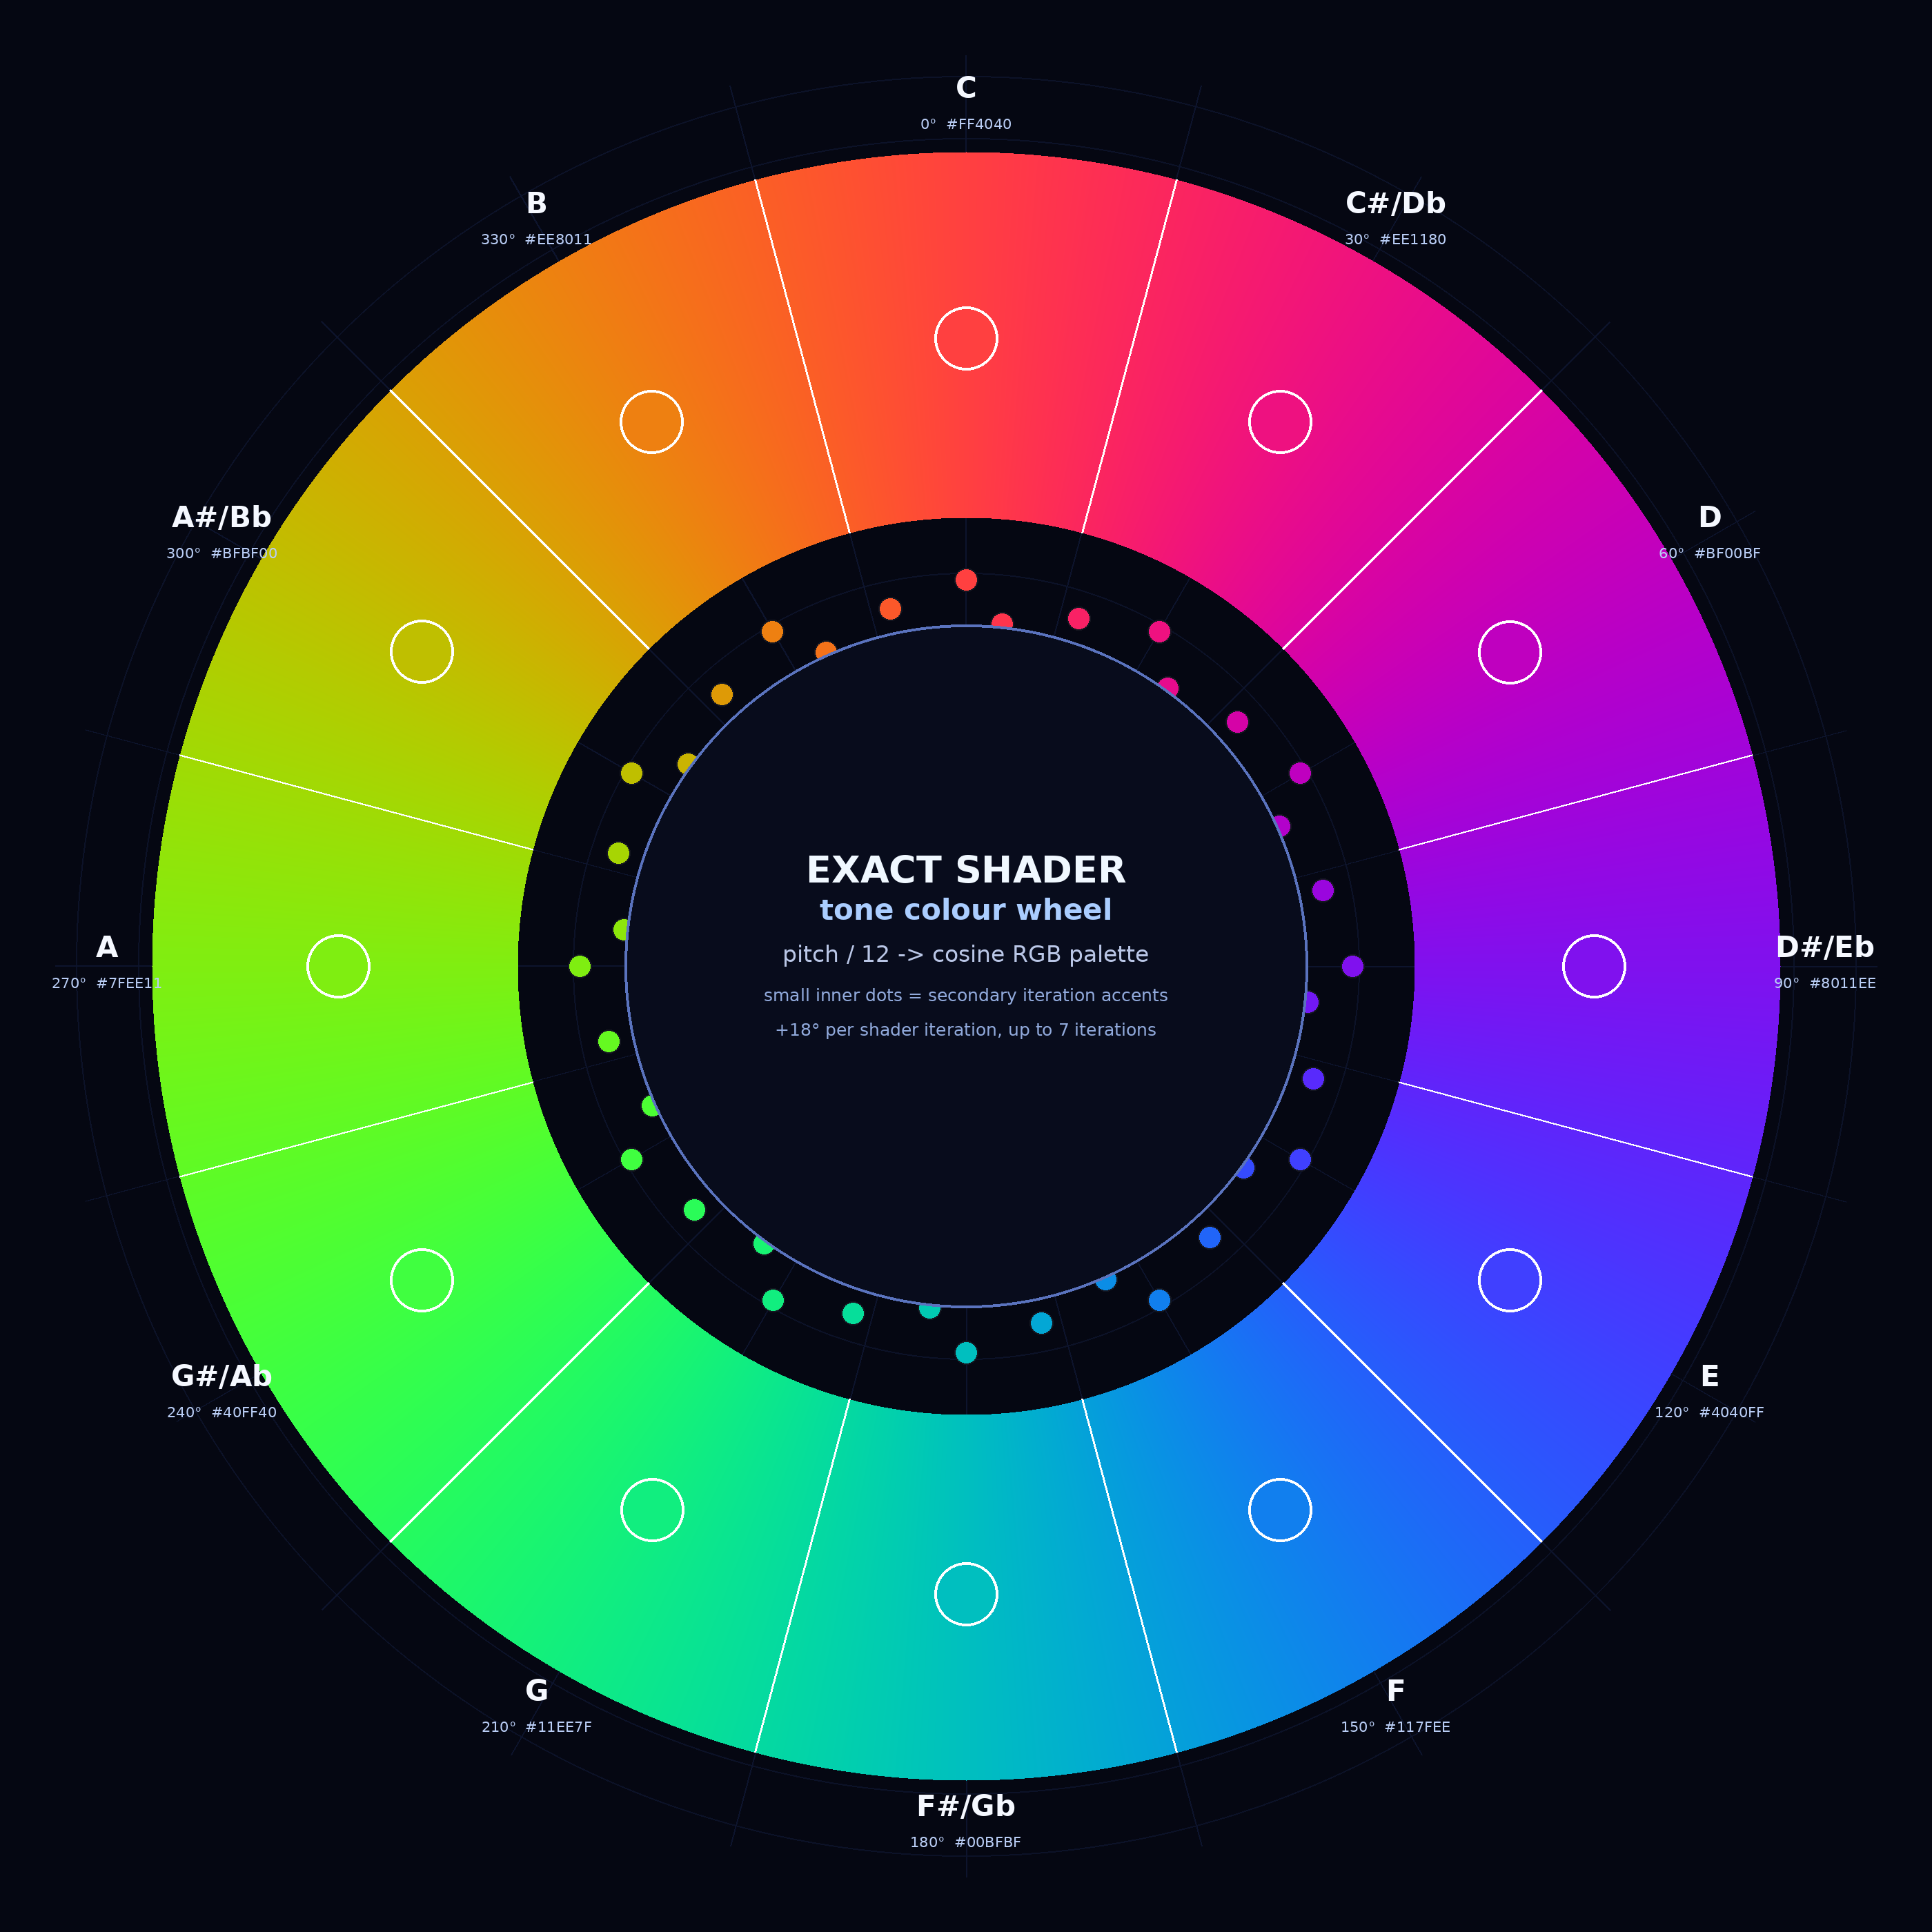 C
0° #FF4040
B
330° #EE8011
C#/Db
30° #EE1180
A#/Bb
300° #BFBF00
D
60° #BF00BF
EXACT SHADER
tone colour wheel
pitch / 12 -> cosine RGB palette
small inner dots = secondary iteration accents
+18° per shader iteration, up to 7 iterations
A
270° #7FEE11
D#/Eb
90° #8011EE
G#/Ab
240° #40FF40
E
120° #4040FF
G
210° #11EE7F
F
150° #117FEE
F#/Gb
180° #00BFBF